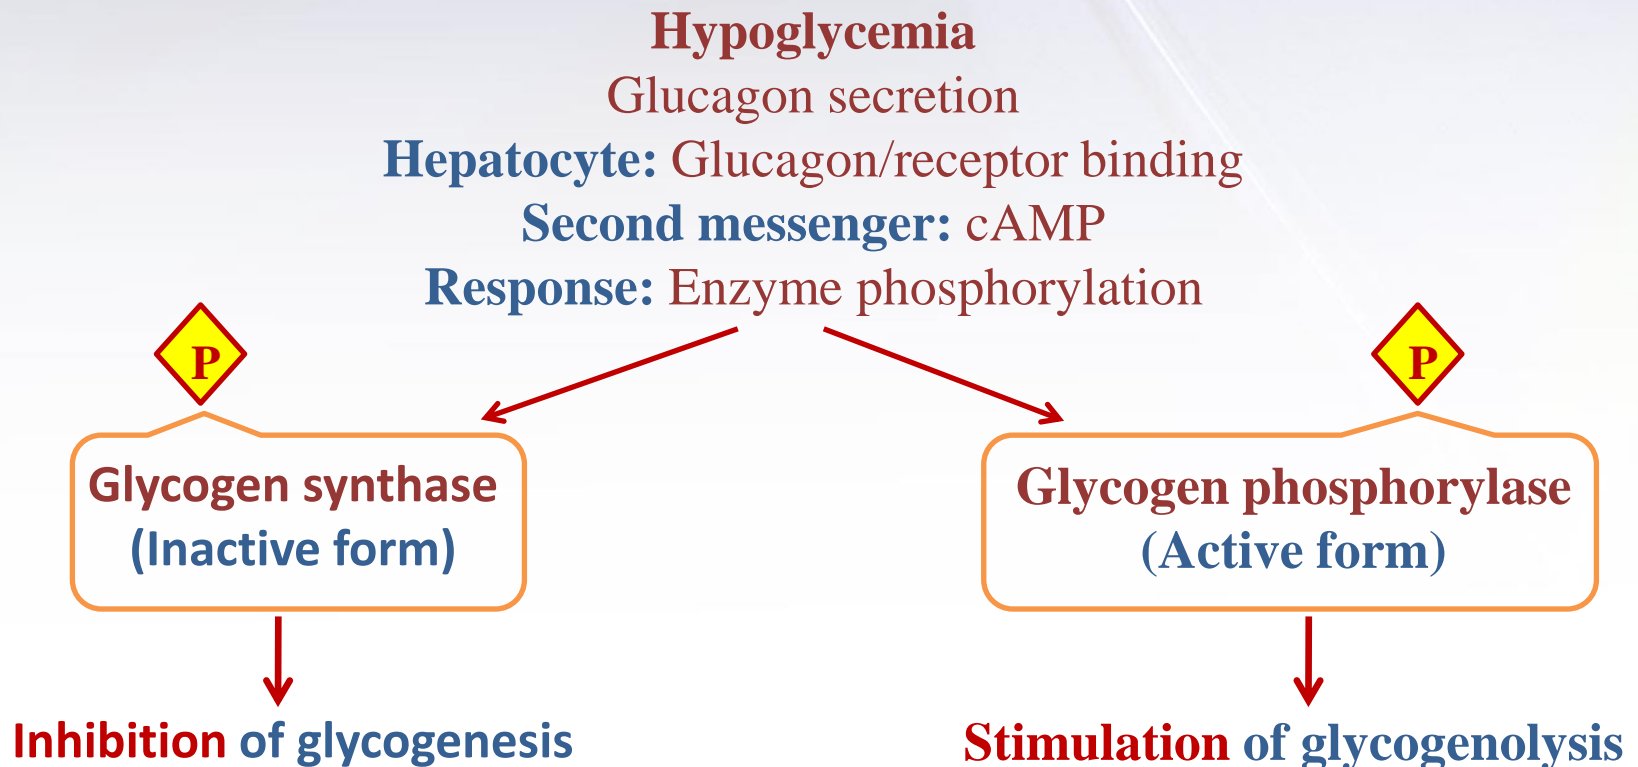 Hypoglycemia
Glucagon secretion
Hepatocyte: Glucagon/receptor binding
Second messenger: cAMP
Response: Enzyme phosphorylation
P
P
Glycogen synthase
(Inactive form)
Glycogen phosphorylase
(Active form)
Inhibition of glycogenesis
Stimulation of glycogenolysis